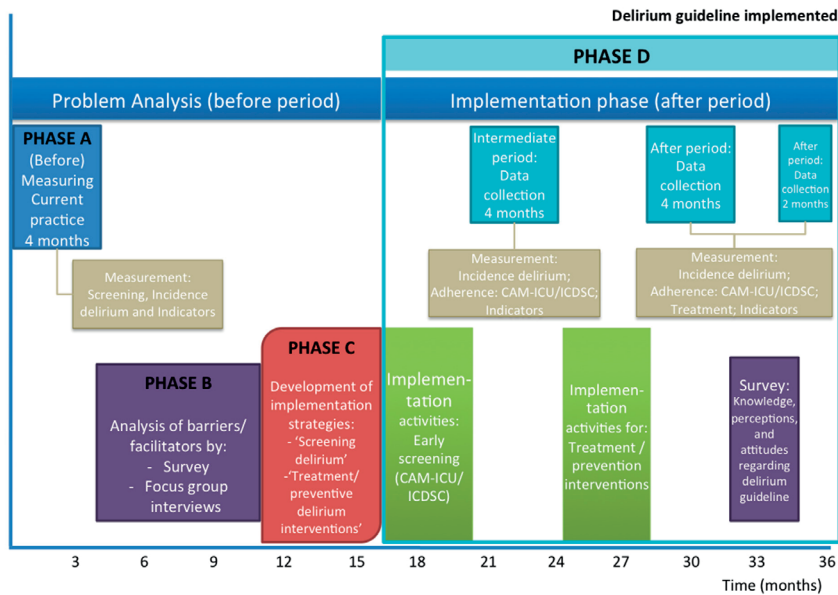 Delirium guideline implemented
PHASE D
Problem Analysis (before period)
Implementation phase (after period)
PHASE A
(Before)
Measuring
Current
practice
4 months
Intermediate
period:
Data
collection
4 months
After period:
Data
collection
4 months
After
period:
Data
collection
2 months
Measurement:
Screening, Incidence
delirium and Indicators
Measurement:
Incidence delirium;
Adherence: CAM-ICU/ICDSC;
Indicators
Measurement:
Incidence delirium;
Adherence: CAM-ICU/ICDSC;
Treatment; Indicators
PHASE B
Analysis of barriers/
facilitators by:
- Survey
- Focus group
interviews
PHASE C
Development of
implementation
strategies:
- ‘Screening
delirium’
-‘Treatment/
preventive
delirium
interventions’
Implemen-
tation
activities:
Early
screening
(CAM-ICU/
ICDSC)
Implemen-
tation
activities for:
Treatment /
prevention
interventions
Survey:
Knowledge,
perceptions,
and
attitudes
regarding
delirium
guideline
3 6 9 12 15 18 21 24 27 30 33 36
Time (months)